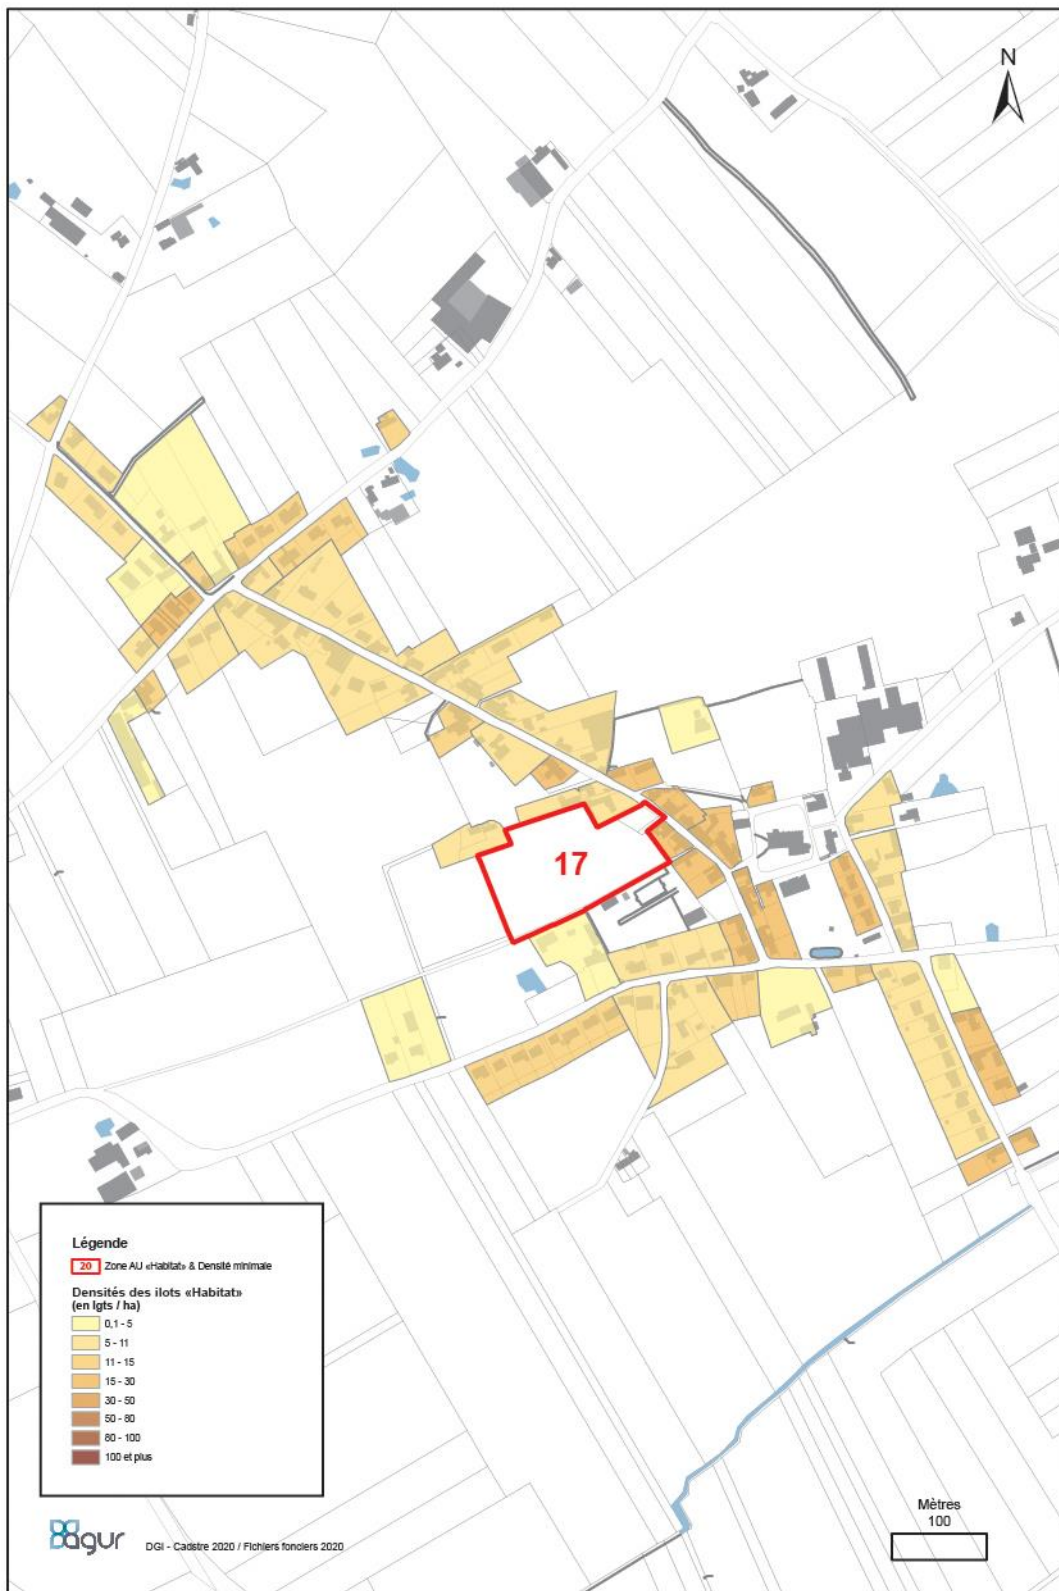 N
17
Légende
20 Zone AU «Habitat» & Densité minimale
Densités des ilots «Habitat»
(en lgts / ha)
0,1 - 5
5 - 11
11 - 15
15 - 30
30 - 50
50 - 80
80 - 100
100 et plus
Mètres
100
agur DGI - Cadastre 2020 / Fichiers fonciers 2020